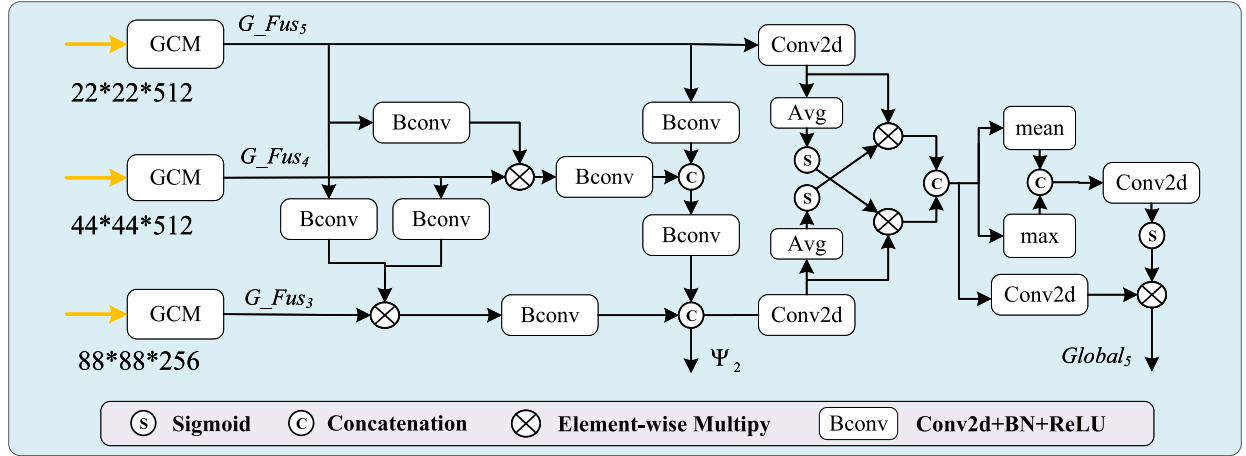 GCM
G_Fus5
Conv2d
22*22*512
Avg
mean
Bconv
Bconv
S
C
GCM
G_Fus4
Bconv
C
C
Conv2d
44*44*512
S
Bconv
Bconv
Bconv
Avg
max
S
GCM
G_Fus3
Bconv
C
Conv2d
Conv2d
88*88*256
Ψ2
Global5
S Sigmoid
C Concatenation
Element-wise Multipy
Bconv Conv2d+BN+ReLU